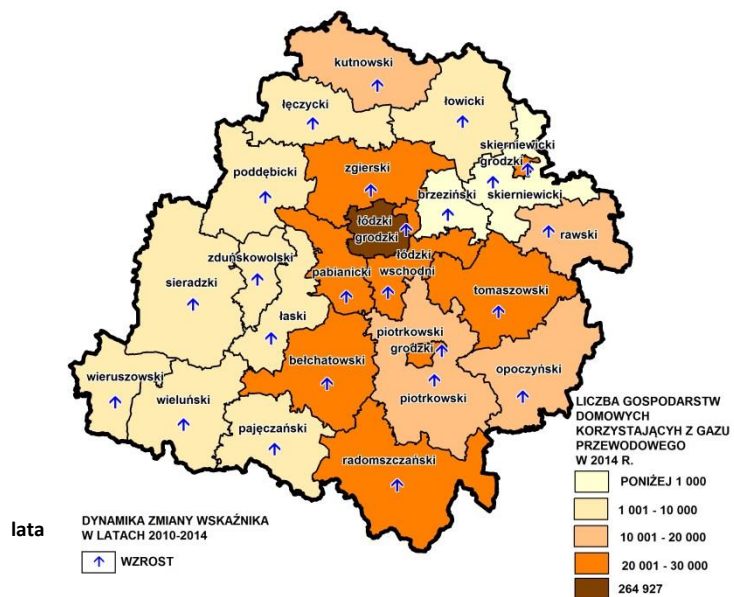 kutnowski
łęczycki
łowicki
skierniewicki
grodzki
poddębicki
zgierski
brzeziński
skierniewicki
łódzki
grodzki
rawski
zduńskowolski
łódzki
sieradzki
pabianicki
wschodni
tomaszowski
łaski
piotrkowski
grodzki
bełchatowski
opoczyński
wieruszowski
wieluński
piotrkowski
pajęczański
radomszczański
LICZBA GOSPODARSTW
DOMOWYCH
KORZYSTAJĄCYH Z GAZU
PRZEWODOWEGO
W 2014 R.
PONIŻEJ 1 000
1 001 - 10 000
10 001 - 20 000
20 001 - 30 000
264 927
lata
DYNAMIKA ZMIANY WSKAŹNIKA
W LATACH 2010-2014
WZROST